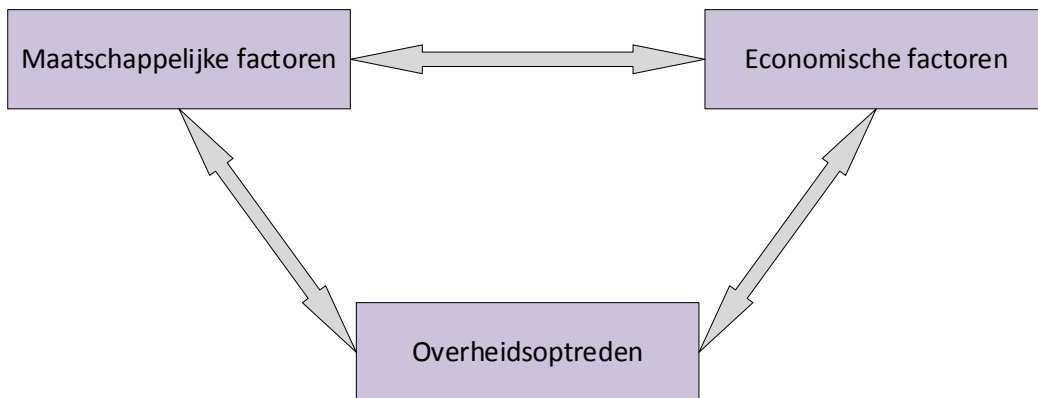 Maatschappelijke factoren
Economische factoren
Overheidsoptreden